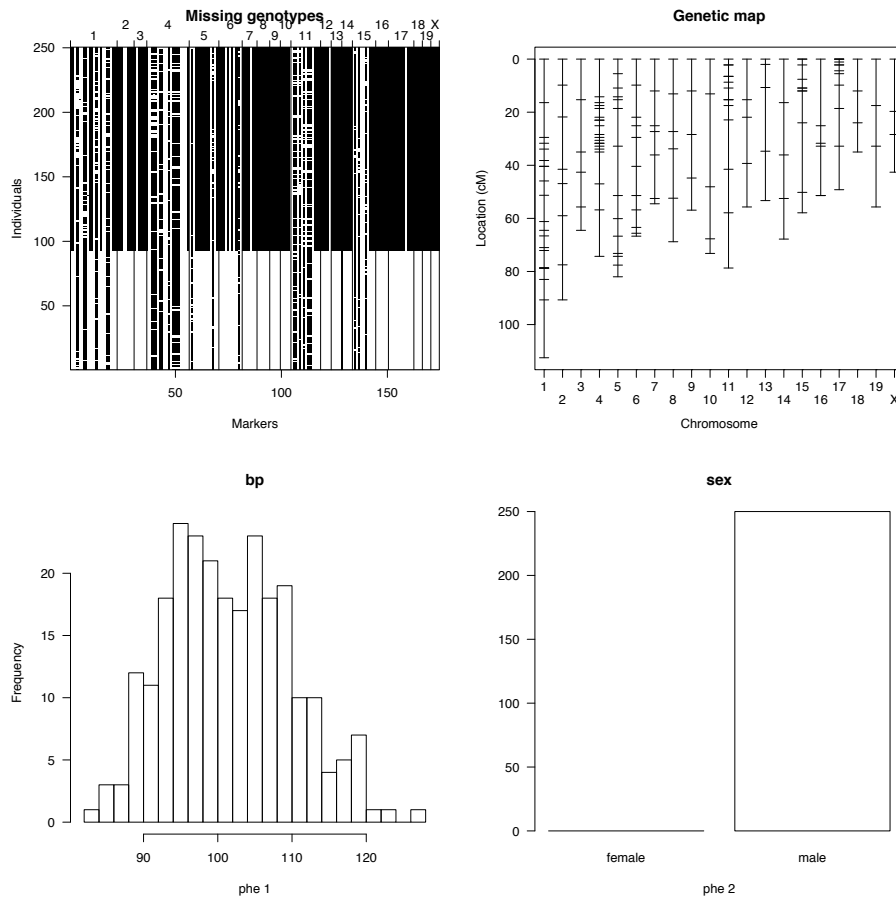 Missing genotypes
1 2 3 4 5 6 7 8 9 10 11 12 13 14 15 16 17 18 19 X
250
200
150
100
50
Individuals
50 100 150
Markers
Genetic map
0
20
40
60
80
100
Location (cM)
1 2 3 4 5 6 7 8 9 10 11 12 13 14 15 16 17 18 19 X
Chromosome
bp
20
15
10
5
0
Frequency
90 100 110 120
phe 1
sex
250
200
150
100
50
0
female male
phe 2